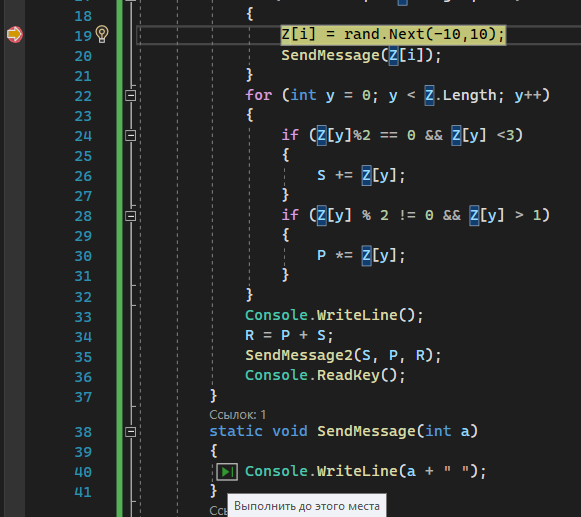 18 {
19 Z[i] = rand.Next(-10,10);
20 SendMessage(Z[i]);
21 }
22 for (int y = 0; y < Z.Length; y++)
23 {
24 if (Z[y]%2 == 0 && Z[y] <3)
25 {
26 S += Z[y];
27 }
28 if (Z[y] % 2 != 0 && Z[y] > 1)
29 {
30 P *= Z[y];
31 }
32 }
33 Console.WriteLine();
34 R = P + S;
35 SendMessage2(S, P, R);
36 Console.ReadKey();
37 }
Ссылок: 1
38 static void SendMessage(int a)
39 {
40 Console.WriteLine(a + " ");
41 }
Выполнить до этого места